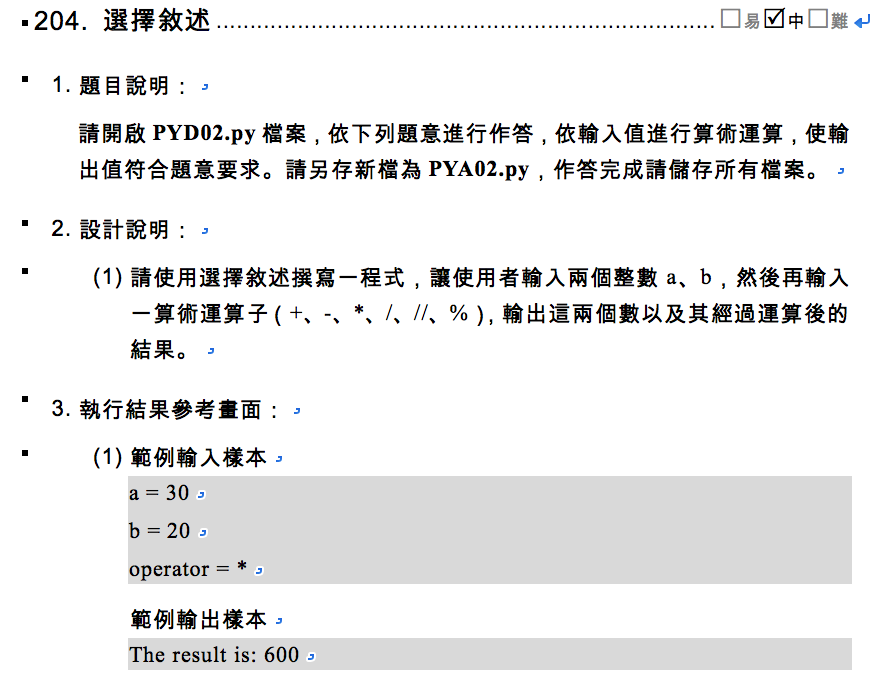 204. 選擇敘述 ........................................................................... □易☑中□難
1. 題目說明：
請開啟 PYD02.py 檔案，依下列題意進行作答，依輸入值進行算術運算，使輸
出值符合題意要求。請另存新檔為 PYA02.py，作答完成請儲存所有檔案。
2. 設計說明：
(1) 請使用選擇敘述撰寫一程式，讓使用者輸入兩個整數 a、b，然後再輸入
一算術運算子 ( +、-、*、/、//、% )，輸出這兩個數以及其經過運算後的
結果。
3. 執行結果參考畫面：
(1) 範例輸入樣本
a = 30
b = 20
operator = *
範例輸出樣本
The result is: 600